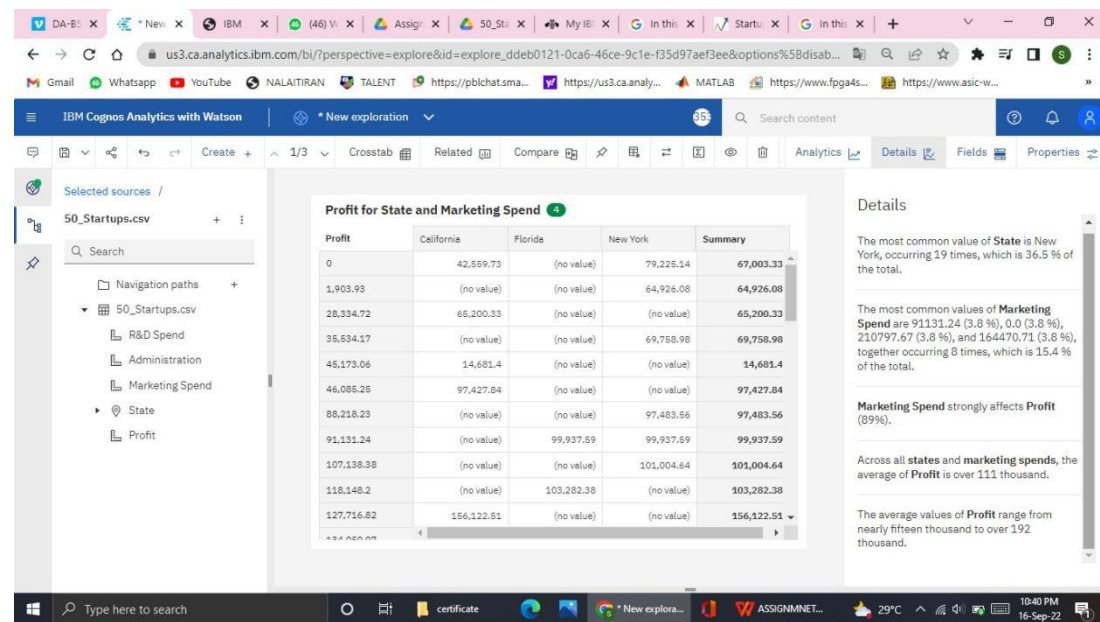 DA-B5
* New
IBM
(46) W
Assign
50_Sta
My IB
In this
Startu
In this
us3.ca.analytics.ibm.com/bi/?perspective=explore&id=explore_ddeb0121-0ca6-46ce-9c1e-f35d97aef3ee&options%5Bdisab...
S
Gmail
Whatsapp
YouTube
NALAITIRAN
TALENT
https://pblchat.sma...
https://us3.ca.analy...
MATLAB
https://www.fpga4s...
https://www.asic-w...
»
IBM Cognos Analytics with Watson
* New exploration
Search content
Create +
1/3
Crosstab
Related
Compare
Analytics
Details
Fields
Properties
Selected sources /
50_Startups.csv
Search
Navigation paths
50_Startups.csv
R&D Spend
Administration
Marketing Spend
State
Profit
Profit for State and Marketing Spend 4
Profit California Florida New York Summary
0 42,559.73 (no value) 79,225.14 67,003.33
1,903.93 (no value) (no value) 64,926.08 64,926.08
28,334.72 65,200.33 (no value) (no value) 65,200.33
35,534.17 (no value) (no value) 69,758.98 69,758.98
45,173.06 14,681.4 (no value) (no value) 14,681.4
46,085.25 97,427.84 (no value) (no value) 97,427.84
88,218.23 (no value) (no value) 97,483.56 97,483.56
91,131.24 (no value) 99,937.59 99,937.59 99,937.59
107,138.38 (no value) (no value) 101,004.64 101,004.64
118,148.2 (no value) 103,282.38 (no value) 103,282.38
127,716.82 156,122.51 (no value) (no value) 156,122.51
Details
The most common value of State is New
York, occurring 19 times, which is 36.5 % of
the total.
The most common values of Marketing
Spend are 91131.24 (3.8 %), 0.0 (3.8 %),
210797.67 (3.8 %), and 164470.71 (3.8 %),
together occurring 8 times, which is 15.4 %
of the total.
Marketing Spend strongly affects Profit
(89%).
Across all states and marketing spends, the
average of Profit is over 111 thousand.
The average values of Profit range from
nearly fifteen thousand to over 192
thousand.
Type here to search
certificate
* New explora...
ASSIGNMNET...
29°C
10:40 PM
16-Sep-22